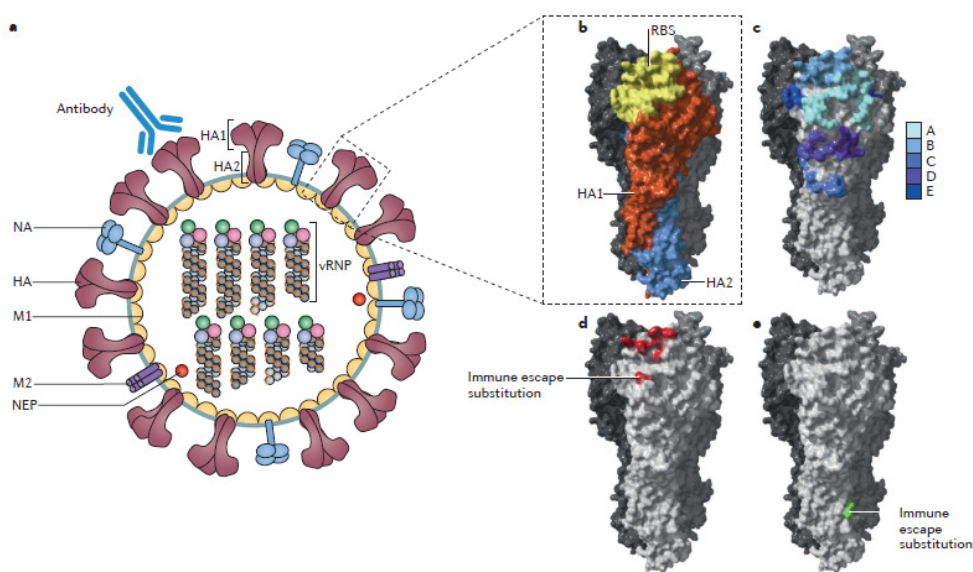 a
Antibody
HA1
HA2
NA
HA
M1
M2
NEP
vRNP
b
RBS
HA1
HA2
c
A
B
C
D
E
d
Immune escape
substitution
e
Immune
escape
substitution